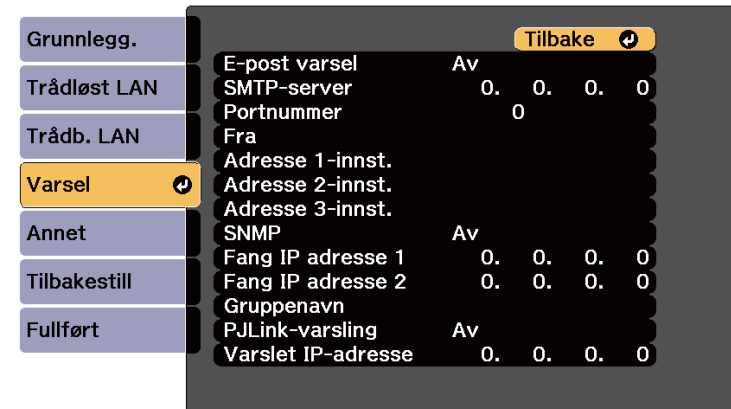 Grunnlegg.
Trådløst LAN
Trådb. LAN
Varsel
Annet
Tilbakestill
Fullført
Tilbake
E-post varsel Av
SMTP-server 0. 0. 0. 0
Portnummer 0
Fra
Adresse 1-innst.
Adresse 2-innst.
Adresse 3-innst.
SNMP Av
Fang IP adresse 1 0. 0. 0. 0
Fang IP adresse 2 0. 0. 0. 0
Gruppenavn
PJLink-varsling Av
Varslet IP-adresse 0. 0. 0. 0